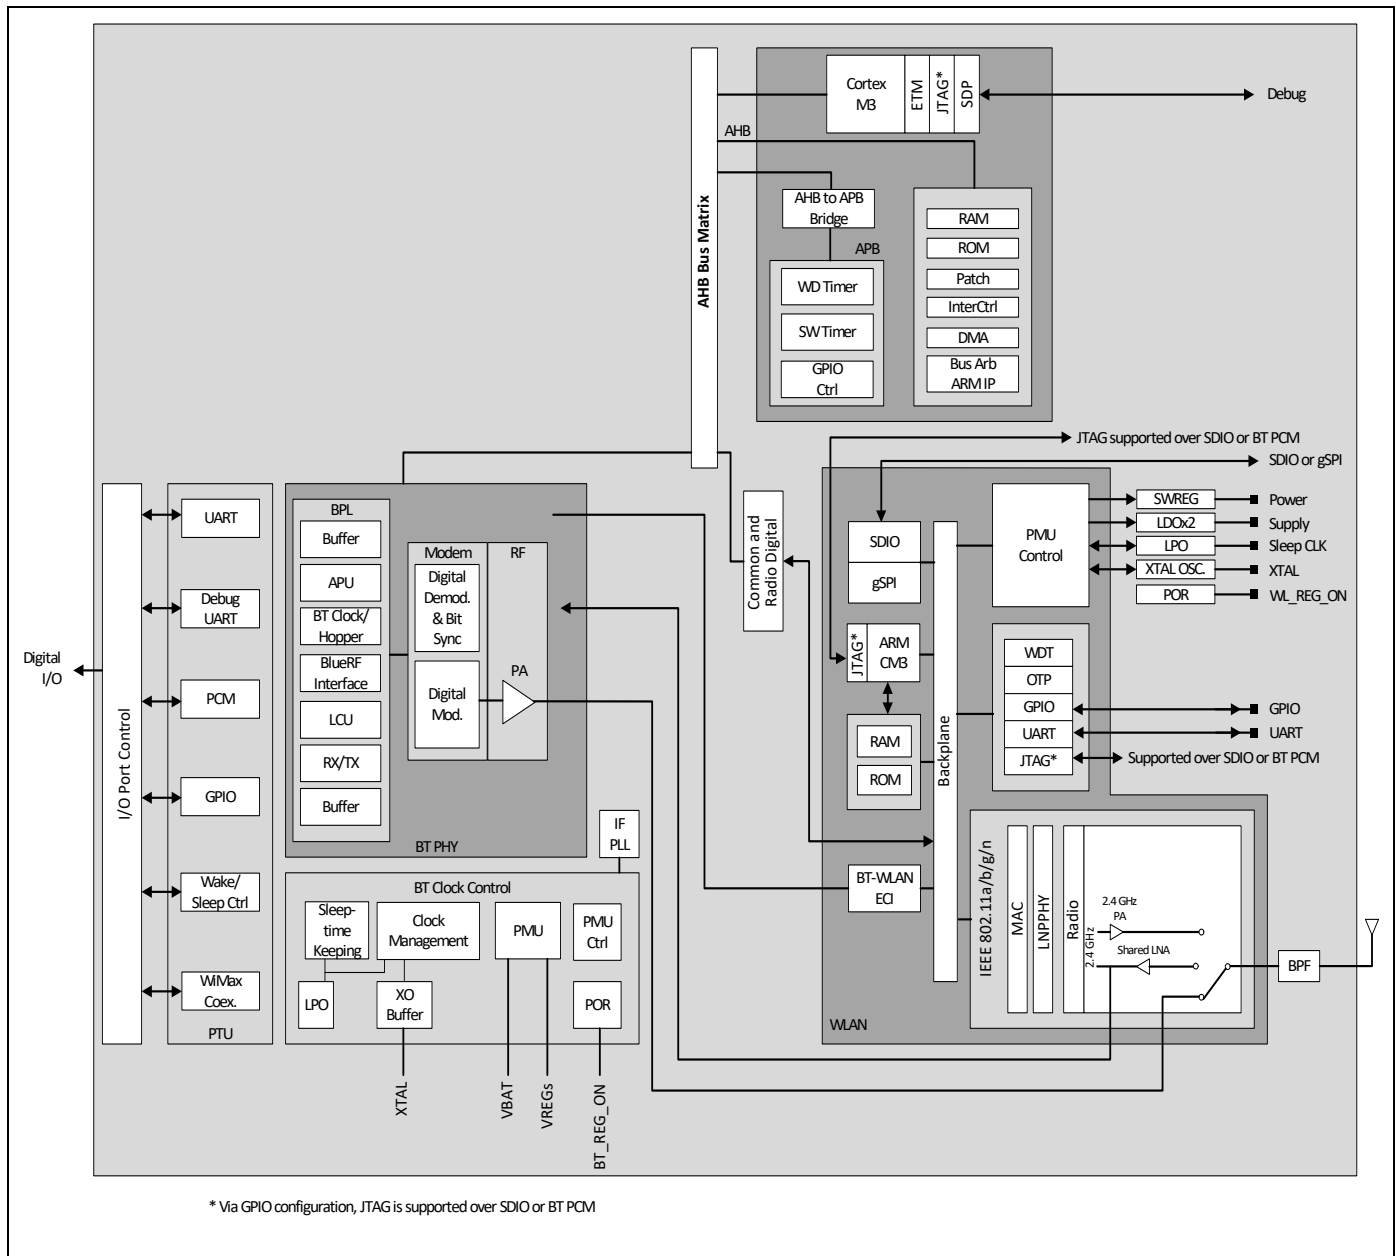 Cortex
M3
ETM
JTAG*
SDP
Debug
AHB
AHB Bus Matrix
AHB to APB
Bridge
APB
WD Timer
SW Timer
GPIO
Ctrl
RAM
ROM
Patch
InterCtrl
DMA
Bus Arb
ARM IP
JTAG supported over SDIO or BT PCM
SDIO or gSPI
I/O Port Control
Digital
I/O
UART
Debug
UART
PCM
GPIO
Wake/
Sleep Ctrl
WiMax
Coex.
PTU
BPL
Buffer
APU
BT Clock/
Hopper
BlueRF
Interface
LCU
RX/TX
Buffer
Modem
Digital
Demod.
& Bit
Sync
Digital
Mod.
RF
PA
BT PHY
IF
PLL
BT Clock Control
Sleep-
time
Keeping
Clock
Management
PMU
PMU
Ctrl
LPO
XO
Buffer
POR
XTAL
VBAT
VREGs
BT_REG_ON
Common and
Radio Digital
SDIO
gSPI
JTAG*
ARM
CM3
RAM
ROM
BT-WLAN
ECI
WLAN
Backplane
PMU
Control
SWREG
Power
LDOx2
Supply
LPO
Sleep CLK
XTAL OSC.
XTAL
POR
WL_REG_ON
WDT
OTP
GPIO
GPIO
UART
UART
JTAG*
Supported over SDIO or BT PCM
IEEE 802.11a/b/g/n
MAC
LNPPHY
Radio
2.4 GHz
2.4 GHz
PA
Shared LNA
BPF
* Via GPIO configuration, JTAG is supported over SDIO or BT PCM